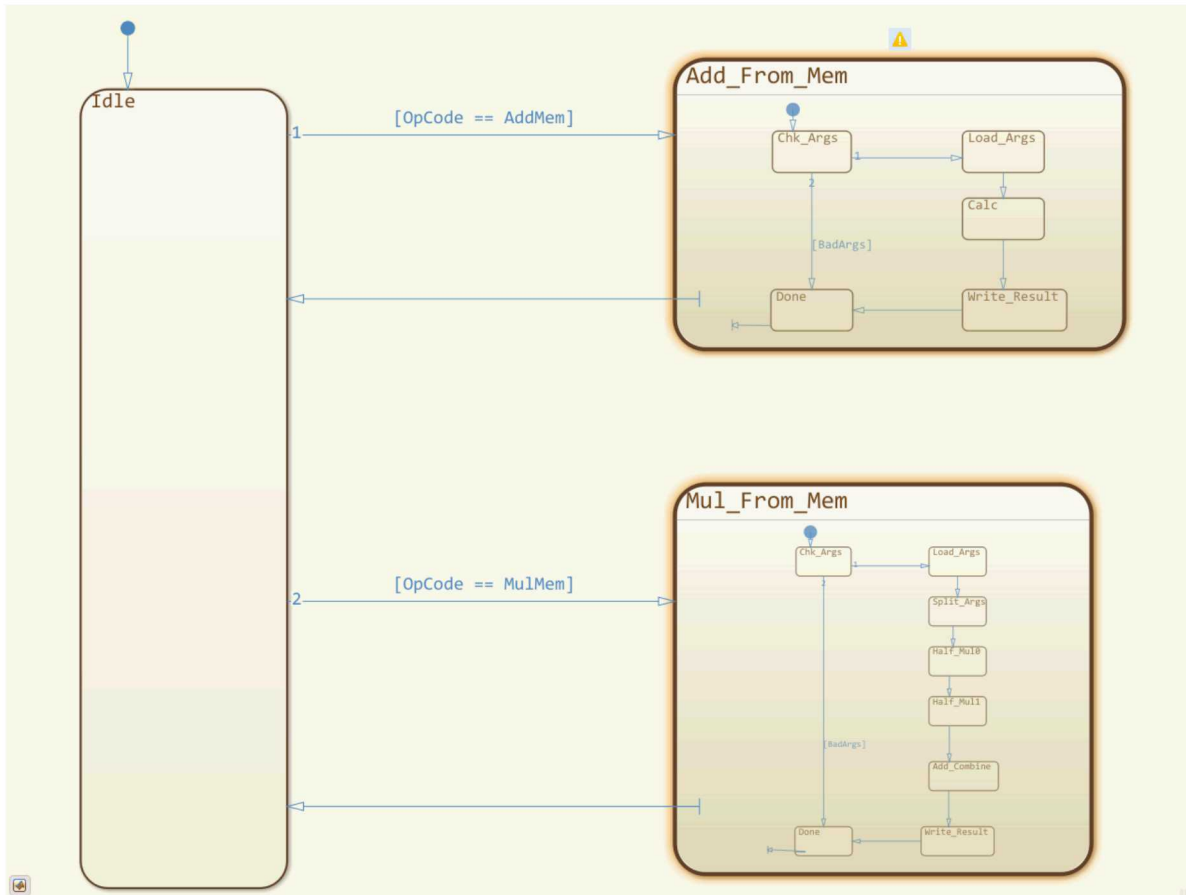 Idle
1
[OpCode == AddMem]
Add_From_Mem
Chk_Args
1
2
Load_Args
Calc
[BadArgs]
Done
Write_Result
2
[OpCode == MulMem]
Mul_From_Mem
Chk_Args
1
2
Load_Args
Split_Args
Half_Mul0
Half_Mul1
[BadArgs]
Add_Combine
Done
Write_Result